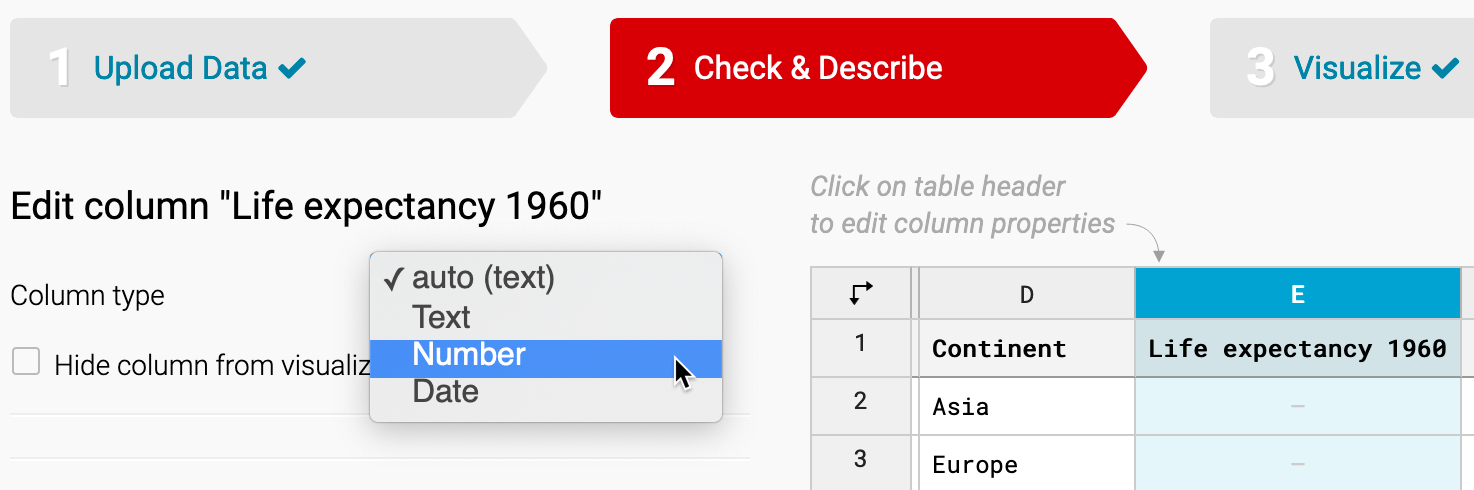 1 Upload Data ✔
2 Check & Describe
3 Visualize ✔
Edit column "Life expectancy 1960"
Column type
✓ auto (text)
Text
Number
Date
Hide column from visualiz
Click on table header
to edit column properties
D E
1 Continent Life expectancy 1960
2 Asia –
3 Europe –